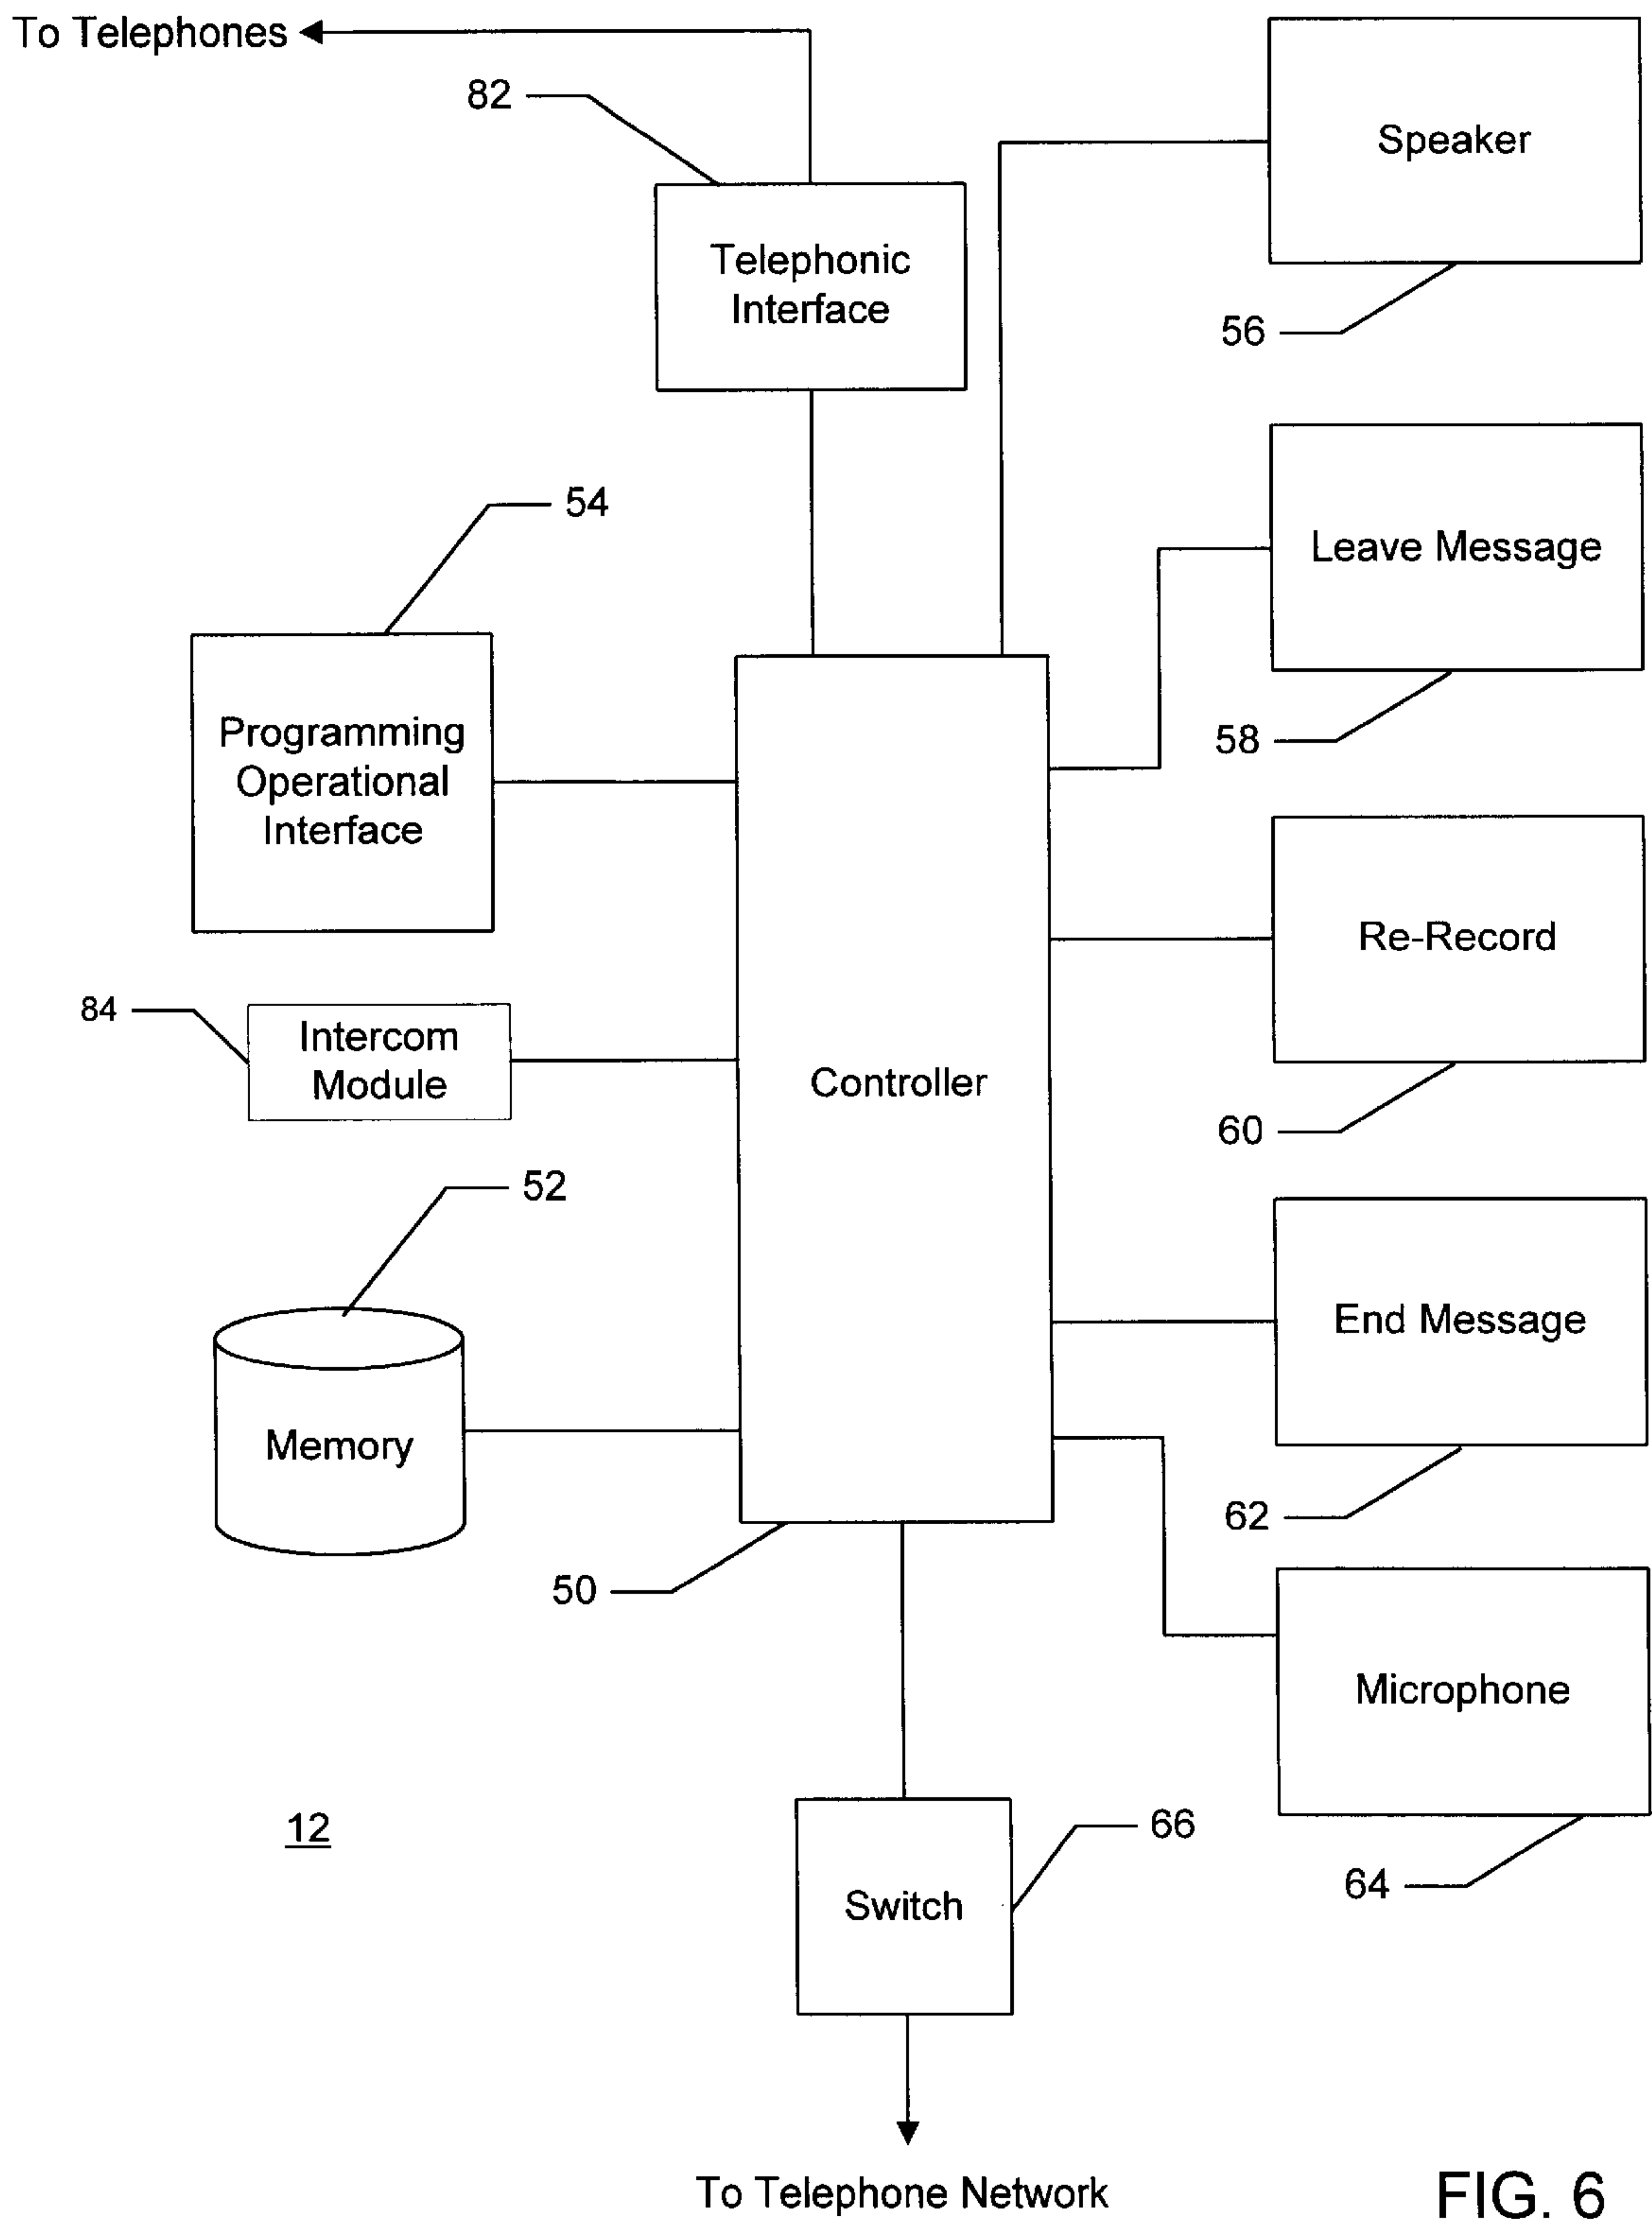 To Telephones
82
Speaker
Telephonic
Interface
56
54
Leave Message
Programming
Operational
Interface
58
Re-Record
84
Intercom
Module
Controller
60
52
End Message
Memory
62
50
Microphone
12
66
Switch
64
To Telephone Network
FIG. 6